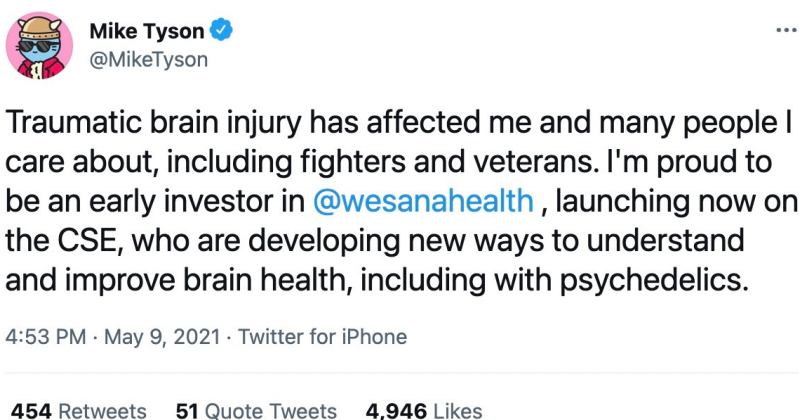 Mike Tyson
@MikeTyson
Traumatic brain injury has affected me and many people I
care about, including fighters and veterans. I'm proud to
be an early investor in @wesanahealth , launching now on
the CSE, who are developing new ways to understand
and improve brain health, including with psychedelics.
4:53 PM · May 9, 2021 · Twitter for iPhone
454 Retweets 51 Quote Tweets 4,946 Likes